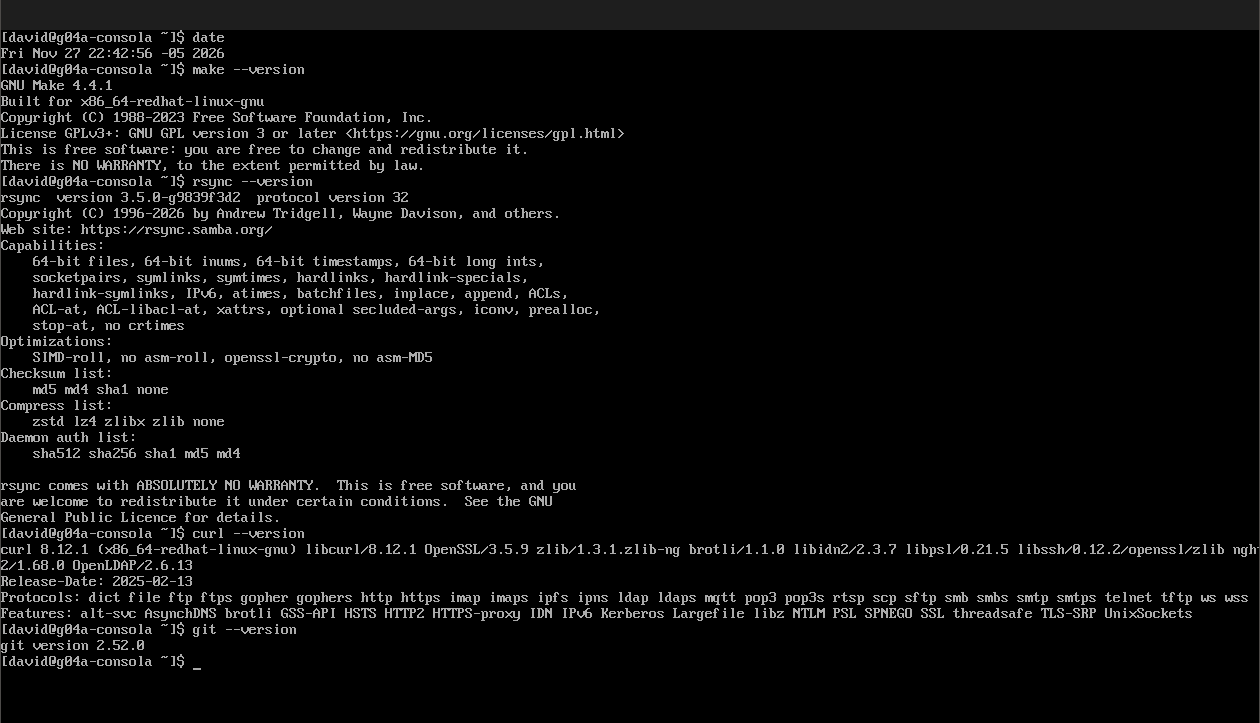 [david@g04a-consola ~]$ date
Fri Nov 27 22:42:56 -05 2026
[david@g04a-consola ~]$ make --version
GNU Make 4.4.1
Built for x86_64-redhat-linux-gnu
Copyright (C) 1988-2023 Free Software Foundation, Inc.
License GPLv3+: GNU GPL version 3 or later <https://gnu.org/licenses/gpl.html>
This is free software: you are free to change and redistribute it.
There is NO WARRANTY, to the extent permitted by law.
[david@g04a-consola ~]$ rsync --version
rsync  version 3.5.0-g9839f3d2  protocol version 32
Copyright (C) 1996-2026 by Andrew Tridgell, Wayne Davison, and others.
Web site: https://rsync.samba.org/
Capabilities:
    64-bit files, 64-bit inums, 64-bit timestamps, 64-bit long ints,
    socketpairs, symlinks, symtimes, hardlinks, hardlink-specials,
    hardlink-symlinks, IPv6, atimes, batchfiles, inplace, append, ACLs,
    ACL-at, ACL-libacl-at, xattrs, optional secluded-args, iconv, prealloc,
    stop-at, no crtimes
Optimizations:
    SIMD-roll, no asm-roll, openssl-crypto, no asm-MD5
Checksum list:
    md5 md4 sha1 none
Compress list:
    zstd lz4 zlibx zlib none
Daemon auth list:
    sha512 sha256 sha1 md5 md4

rsync comes with ABSOLUTELY NO WARRANTY.  This is free software, and you
are welcome to redistribute it under certain conditions.  See the GNU
General Public Licence for details.
[david@g04a-consola ~]$ curl --version
curl 8.12.1 (x86_64-redhat-linux-gnu) libcurl/8.12.1 OpenSSL/3.5.9 zlib/1.3.1.zlib-ng brotli/1.1.0 libidn2/2.3.7 libpsl/0.21.5 libssh/0.12.2/openssl/zlib ngh
2/1.68.0 OpenLDAP/2.6.13
Release-Date: 2025-02-13
Protocols: dict file ftp ftps gopher gophers http https imap imaps ipfs ipns ldap ldaps mqtt pop3 pop3s rtsp scp sftp smb smbs smtp smtps telnet tftp ws wss
Features: alt-svc AsynchDNS brotli GSS-API HSTS HTTP2 HTTPS-proxy IDN IPv6 Kerberos Largefile libz NTLM PSL SPNEGO SSL threadsafe TLS-SRP UnixSockets
[david@g04a-consola ~]$ git --version
git version 2.52.0
[david@g04a-consola ~]$ _